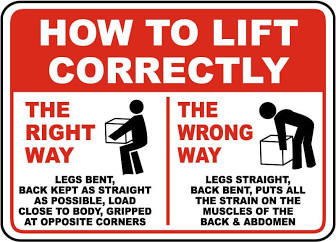 HOW TO LIFT
CORRECTLY
THE
RIGHT
WAY
LEGS BENT,
BACK KEPT AS STRAIGHT
AS POSSIBLE, LOAD
CLOSE TO BODY, GRIPPED
AT OPPOSITE CORNERS
THE
WRONG
WAY
LEGS STRAIGHT,
BACK BENT, PUTS ALL
THE STRAIN ON THE
MUSCLES OF THE
BACK & ABDOMEN